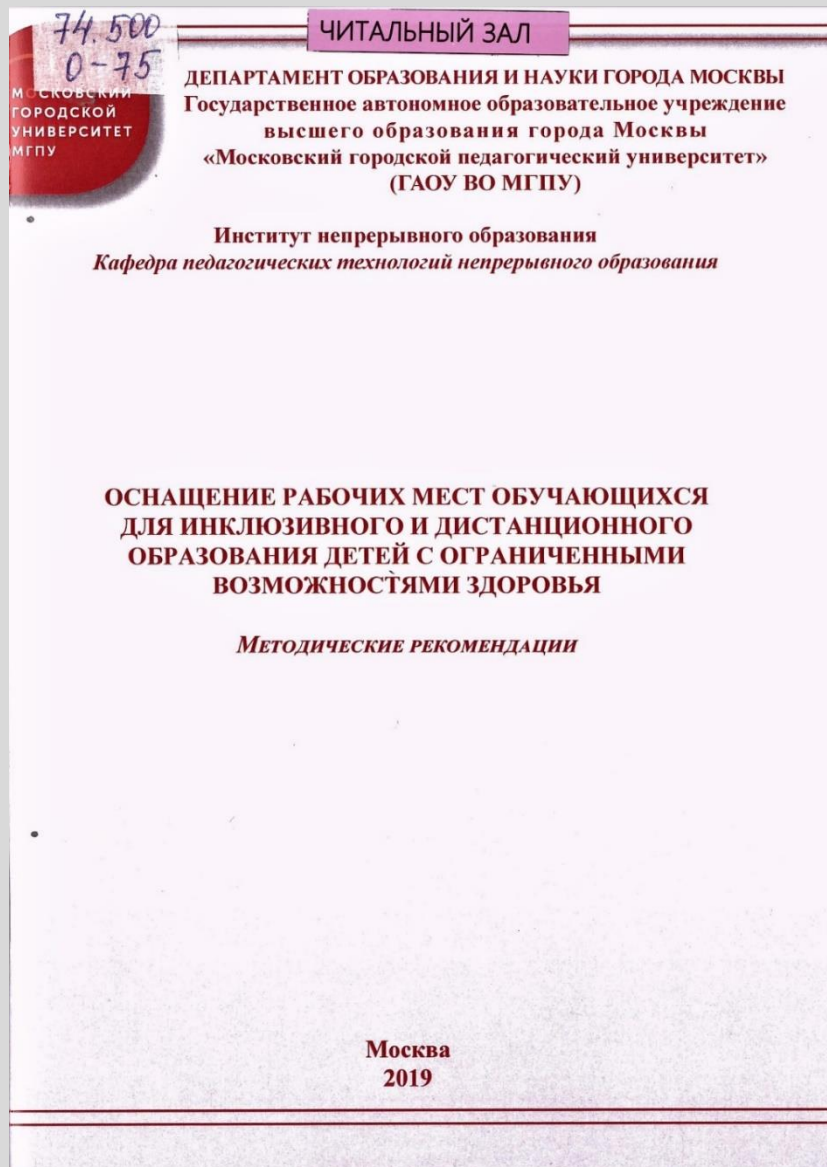 74.500
О-75
ЧИТАЛЬНЫЙ ЗАЛ
МОСКОВСКИЙ
ГОРОДСКОЙ
УНИВЕРСИТЕТ
МГПУ
ДЕПАРТАМЕНТ ОБРАЗОВАНИЯ И НАУКИ ГОРОДА МОСКВЫ
Государственное автономное образовательное учреждение
высшего образования города Москвы
«Московский городской педагогический университет»
(ГАОУ ВО МГПУ)
Институт непрерывного образования
Кафедра педагогических технологий непрерывного образования
ОСНАЩЕНИЕ РАБОЧИХ МЕСТ ОБУЧАЮЩИХСЯ
ДЛЯ ИНКЛЮЗИВНОГО И ДИСТАНЦИОННОГО
ОБРАЗОВАНИЯ ДЕТЕЙ С ОГРАНИЧЕННЫМИ
ВОЗМОЖНОСТЯМИ ЗДОРОВЬЯ
МЕТОДИЧЕСКИЕ РЕКОМЕНДАЦИИ
Москва
2019